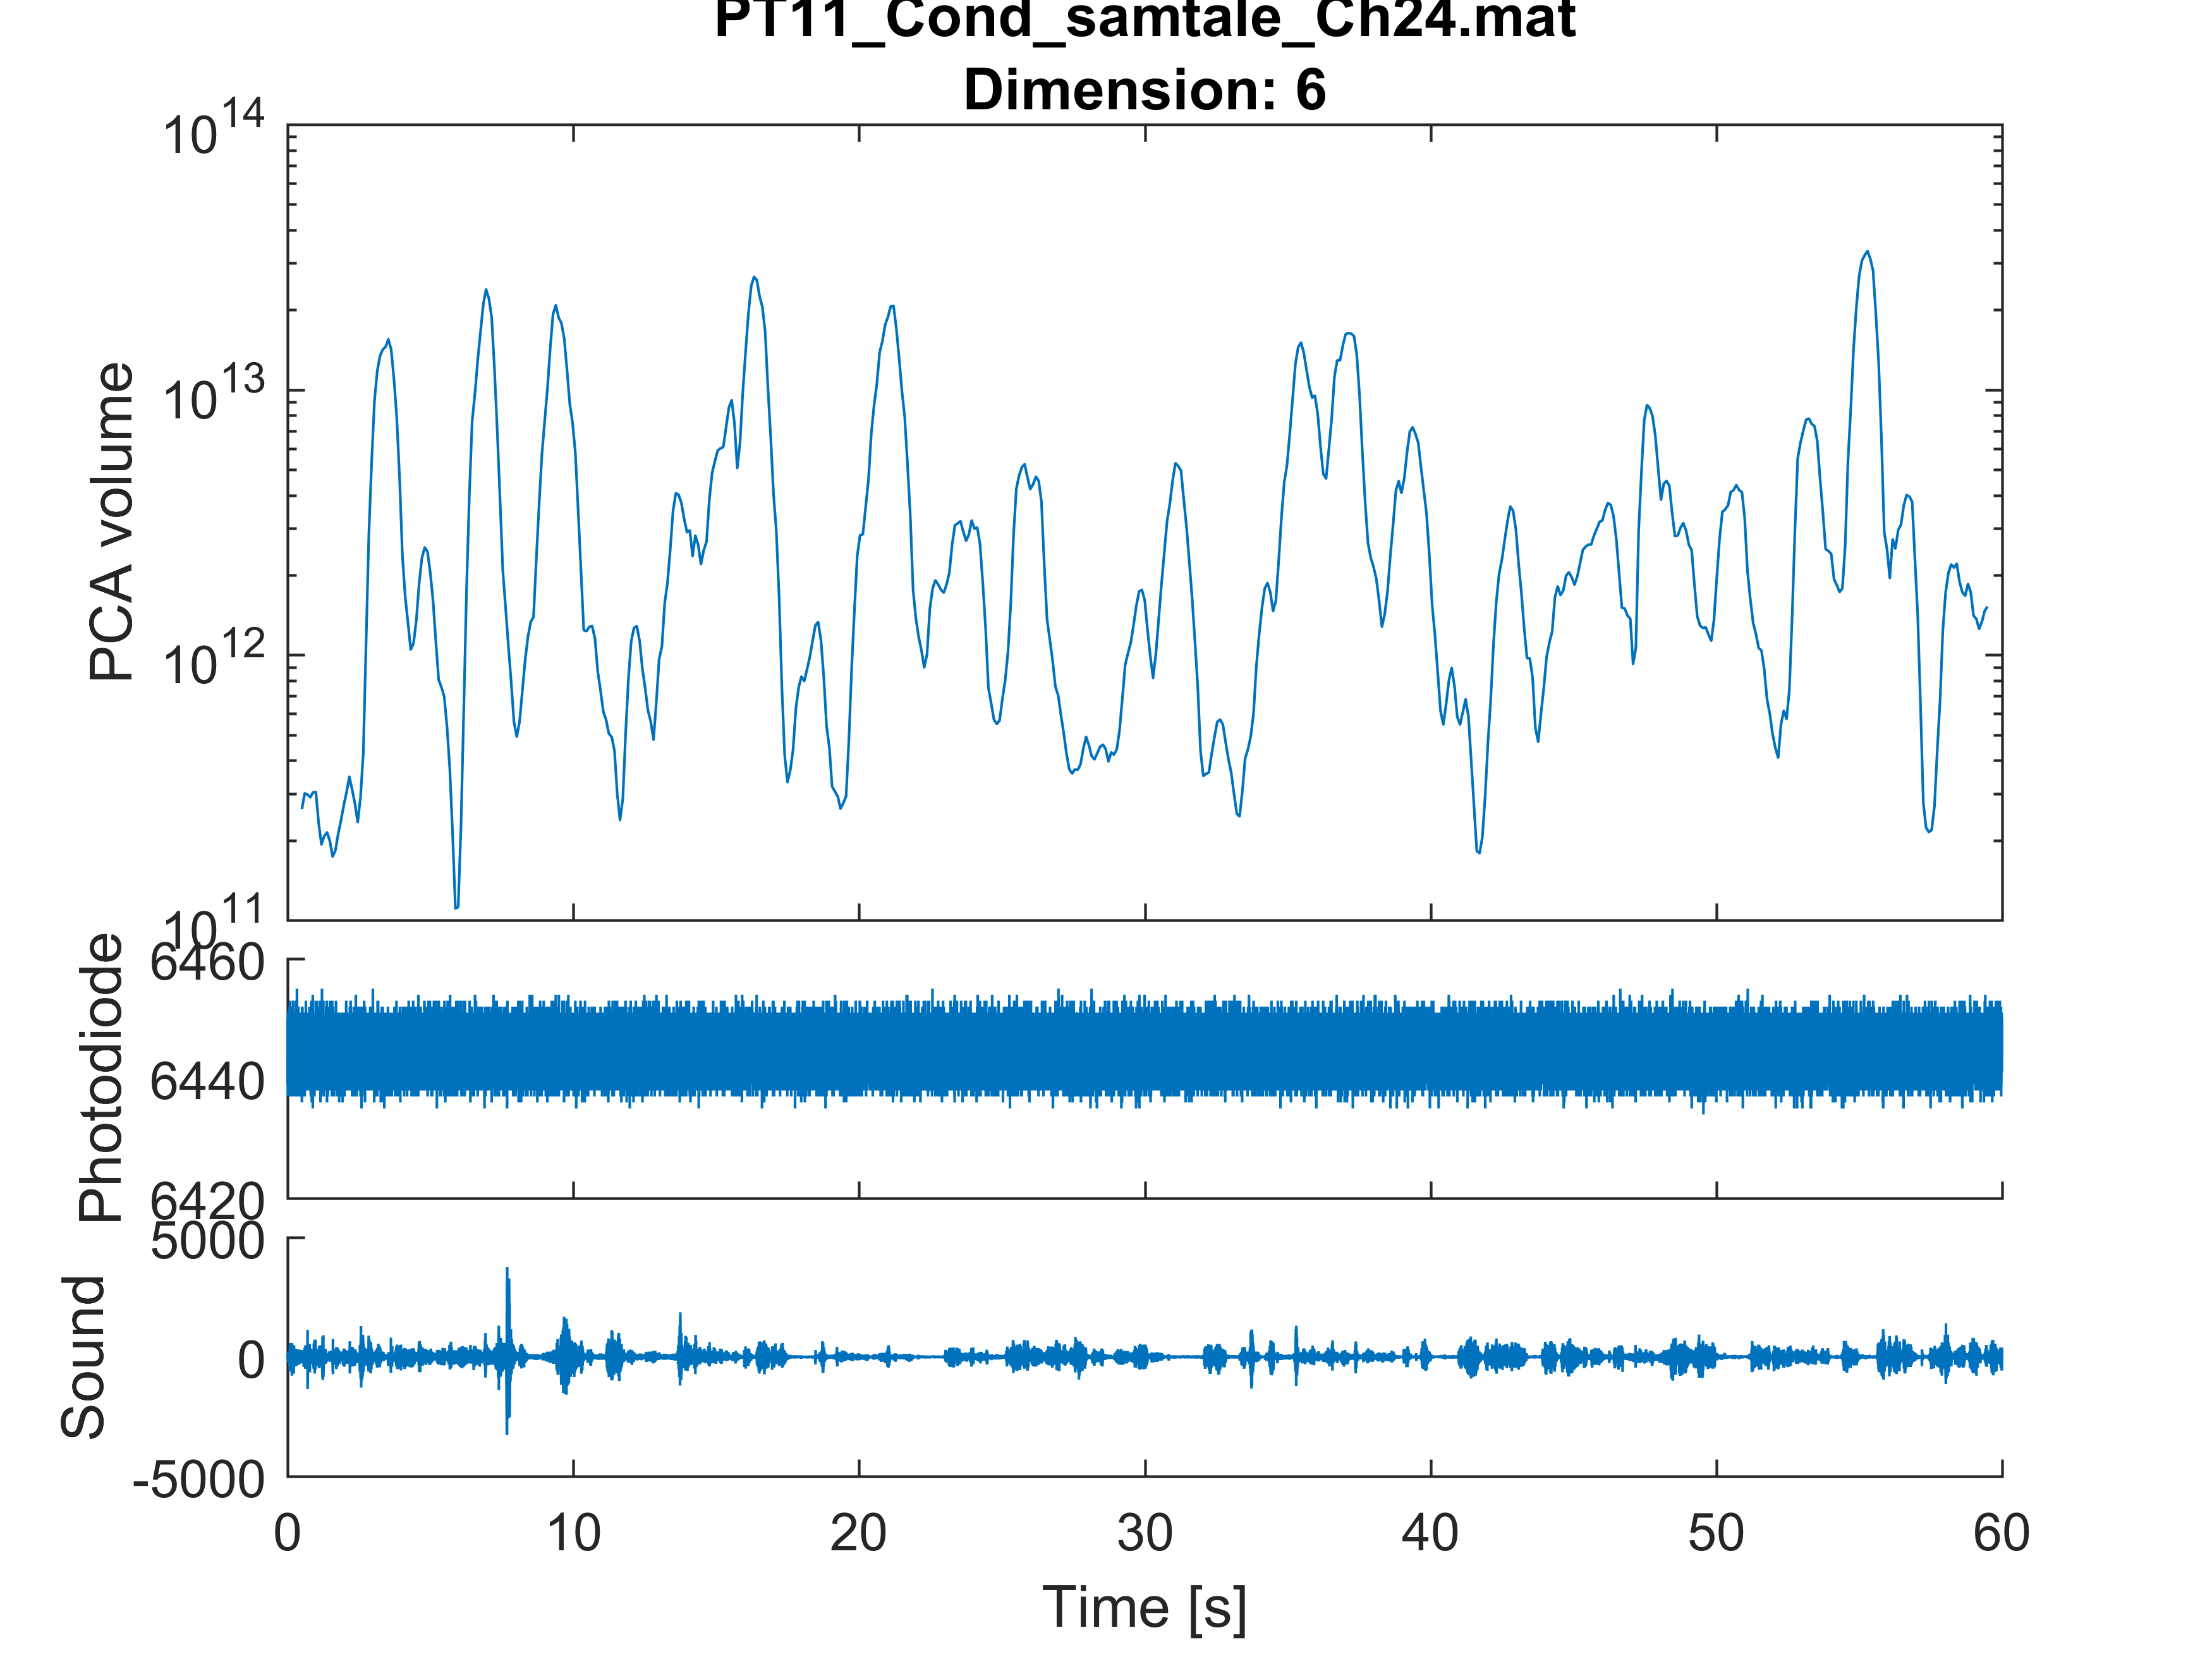 PT11_Cond_samtale_Ch24.mat
Dimension: 6
10^14
10^13
10^12
10^11
PCA volume
6460
6440
6420
Photodiode
5000
0
-5000
Sound
0 10 20 30 40 50 60
Time [s]